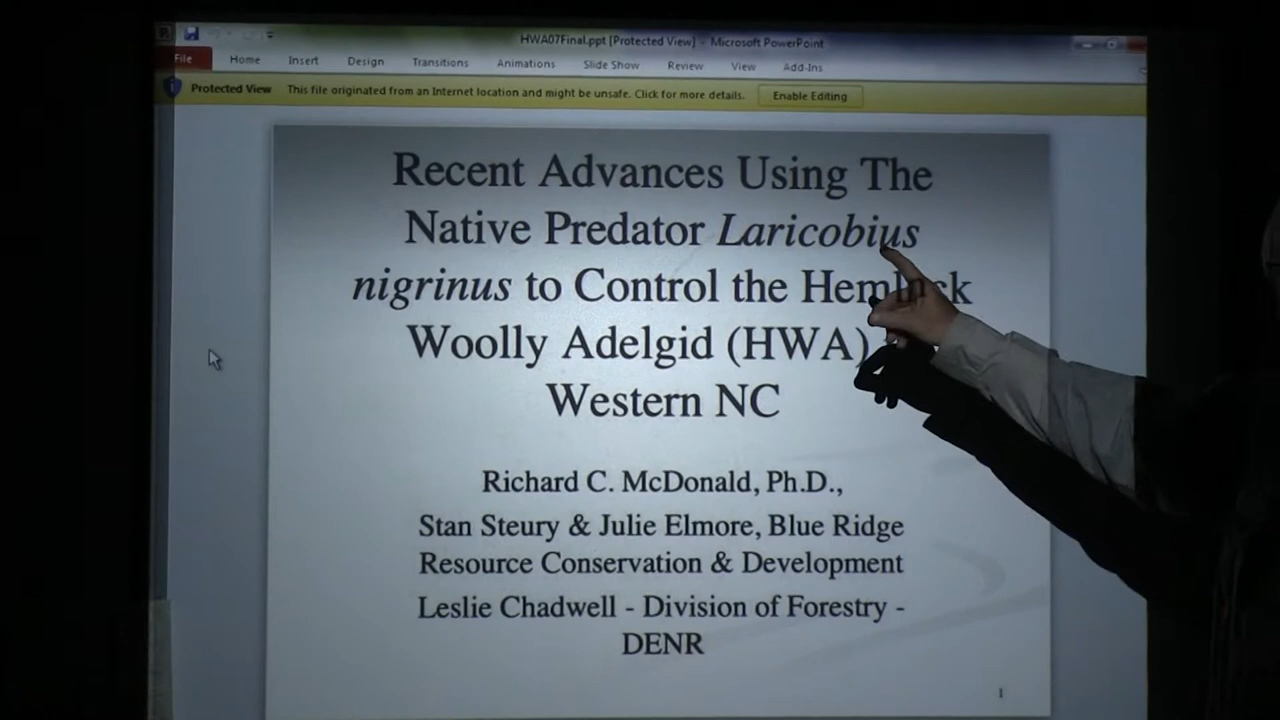 HWA07Final.ppt [Protected View] - Microsoft PowerPoint
File Home Insert Design Transitions Animations Slide Show Review View Add-Ins
Protected View This file originated from an Internet location and might be unsafe. Click for more details. Enable Editing
Recent Advances Using The
Native Predator Laricobius
nigrinus to Control the Hemlock
Woolly Adelgid (HWA)
Western NC
Richard C. McDonald, Ph.D.,
Stan Steury & Julie Elmore, Blue Ridge
Resource Conservation & Development
Leslie Chadwell - Division of Forestry -
DENR
1